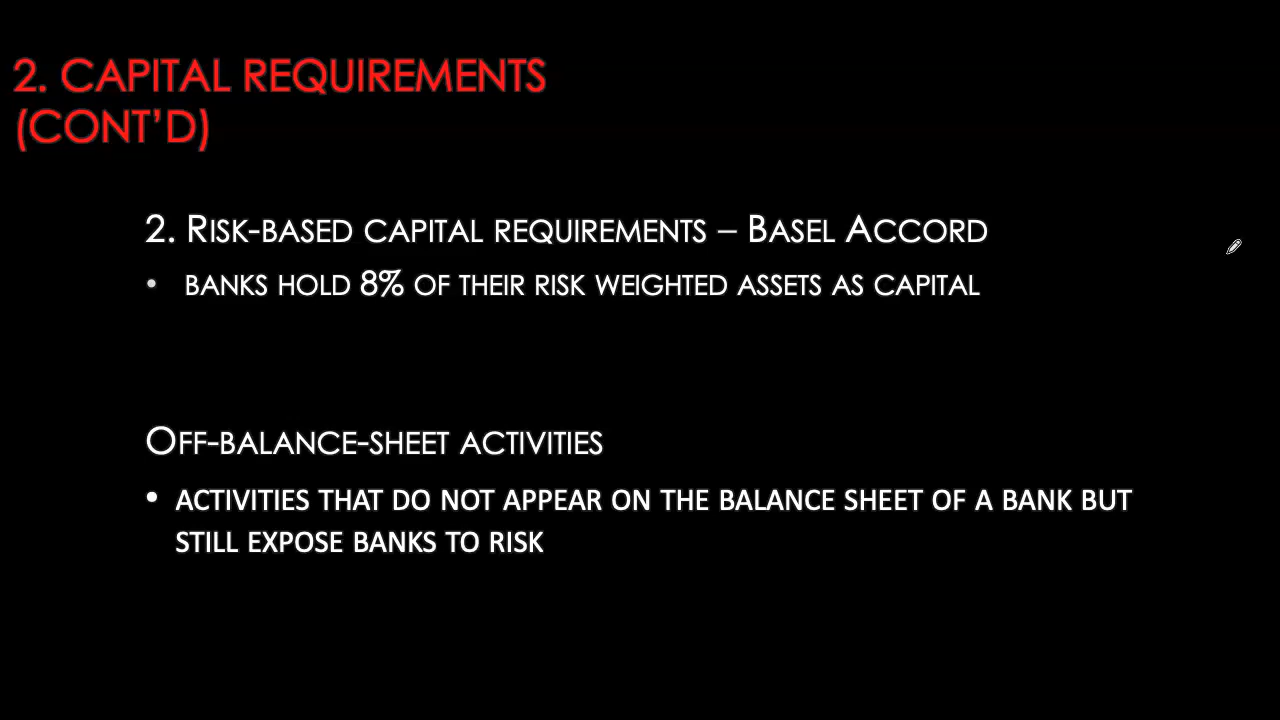 2. CAPITAL REQUIREMENTS
(CONT’D)
2. RISK-BASED CAPITAL REQUIREMENTS – BASEL ACCORD
• BANKS HOLD 8% OF THEIR RISK WEIGHTED ASSETS AS CAPITAL
OFF-BALANCE-SHEET ACTIVITIES
• ACTIVITIES THAT DO NOT APPEAR ON THE BALANCE SHEET OF A BANK BUT
STILL EXPOSE BANKS TO RISK